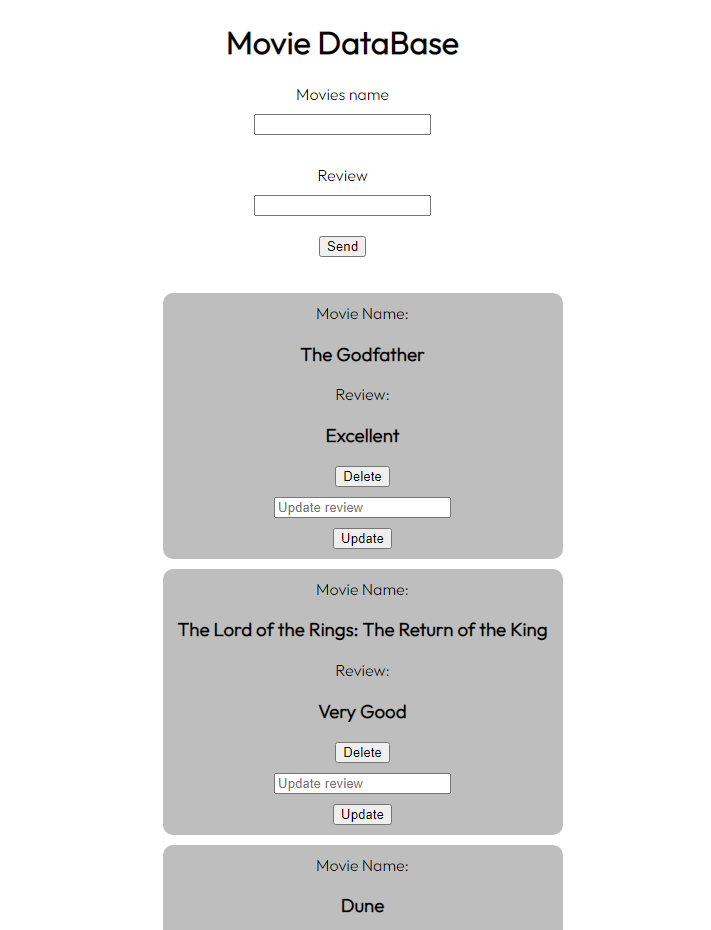 Movie DataBase
Movies name
Review
Send
Movie Name:
The Godfather
Review:
Excellent
Delete
Update review
Update
Movie Name:
The Lord of the Rings: The Return of the King
Review:
Very Good
Delete
Update review
Update
Movie Name:
Dune